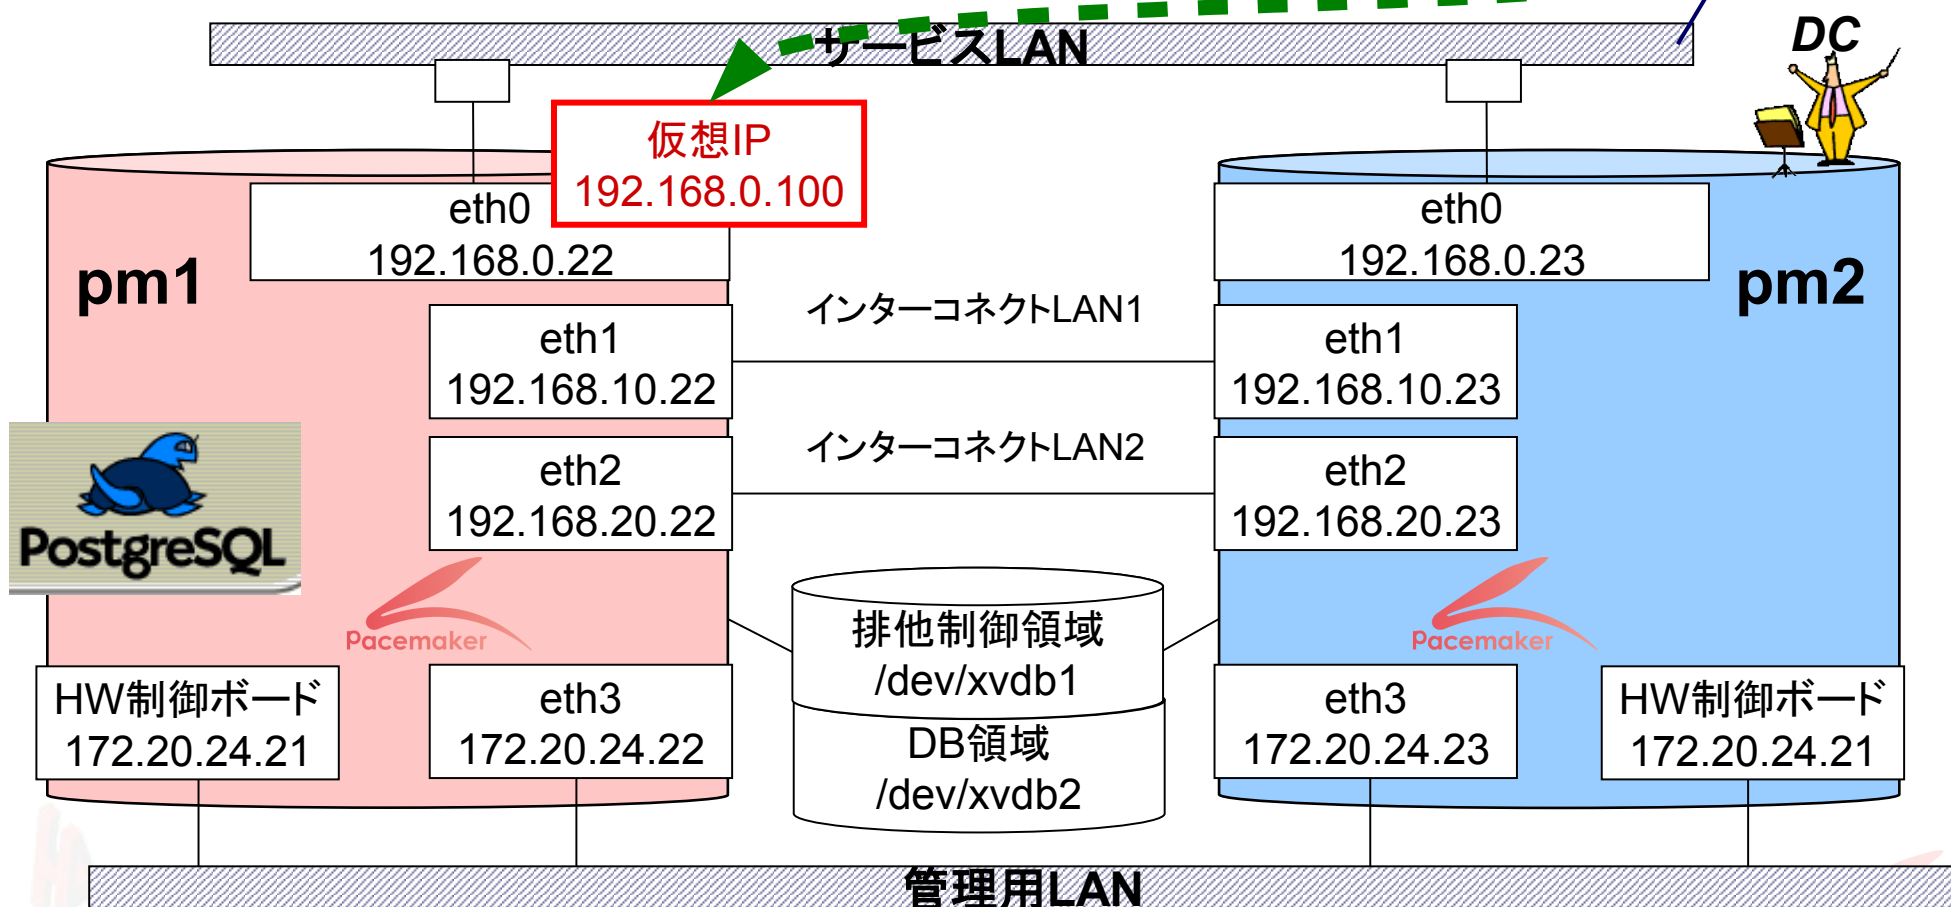 サービスLAN
DC
仮想IP
192.168.0.100
eth0
192.168.0.22
eth0
192.168.0.23
pm1
pm2
インターコネクトLAN1
eth1
192.168.10.22
eth1
192.168.10.23
インターコネクトLAN2
eth2
192.168.20.22
eth2
192.168.20.23
PostgreSQL
Pacemaker
Pacemaker
排他制御領域
/dev/xvdb1
HW制御ボード
172.20.24.21
eth3
172.20.24.22
DB領域
/dev/xvdb2
eth3
172.20.24.23
HW制御ボード
172.20.24.21
管理用LAN